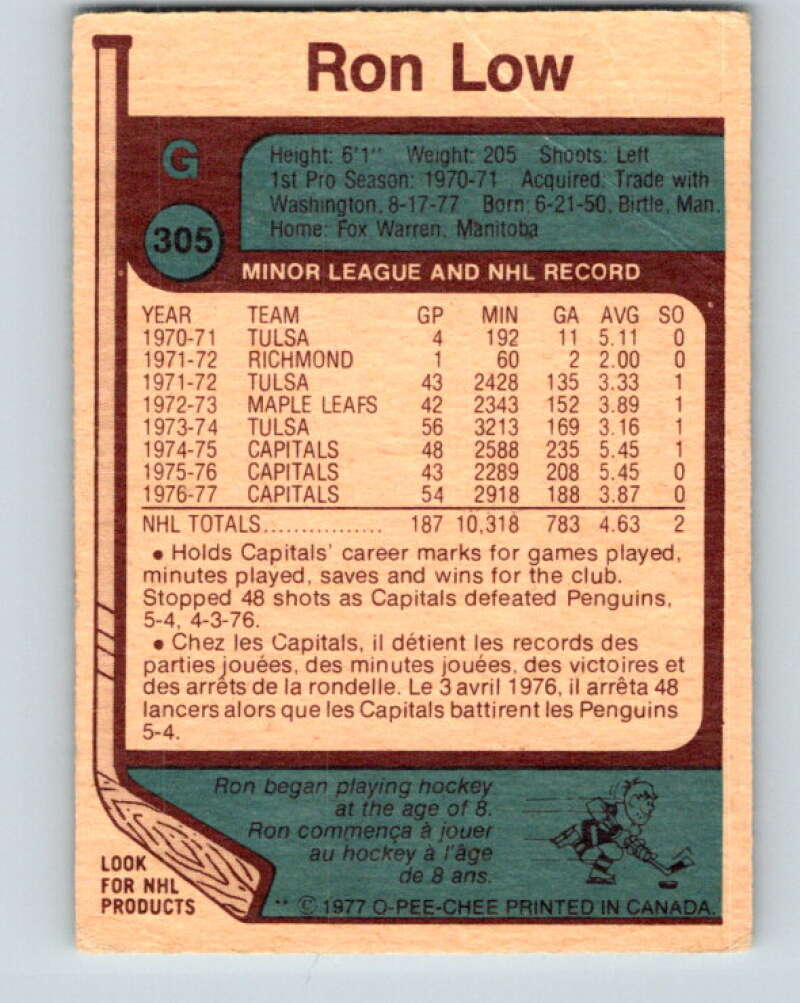 Ron Low
G
305
Height: 6'1" Weight: 205 Shoots: Left
1st Pro Season: 1970-71 Acquired: Trade with
Washington, 8-17-77 Born: 6-21-50, Birtle, Man.
Home: Fox Warren, Manitoba
MINOR LEAGUE AND NHL RECORD
YEAR TEAM GP MIN GA AVG SO
1970-71 TULSA 4 192 11 5.11 0
1971-72 RICHMOND 1 60 2 2.00 0
1971-72 TULSA 43 2428 135 3.33 1
1972-73 MAPLE LEAFS 42 2343 152 3.89 1
1973-74 TULSA 56 3213 169 3.16 1
1974-75 CAPITALS 48 2588 235 5.45 1
1975-76 CAPITALS 43 2289 208 5.45 0
1976-77 CAPITALS 54 2918 188 3.87 0
NHL TOTALS................ 187 10,318 783 4.63 2
• Holds Capitals' career marks for games played,
minutes played, saves and wins for the club.
Stopped 48 shots as Capitals defeated Penguins,
5-4, 4-3-76.
• Chez les Capitals, il détient les records des
parties jouées, des minutes jouées, des victoires et
des arrêts de la rondelle. Le 3 avril 1976, il arrêta 48
lancers alors que les Capitals battirent les Penguins
5-4.
Ron began playing hockey
at the age of 8.
Ron commença à jouer
au hockey à l'âge
de 8 ans.
LOOK
FOR NHL
PRODUCTS
** © 1977 O-PEE-CHEE PRINTED IN CANADA.